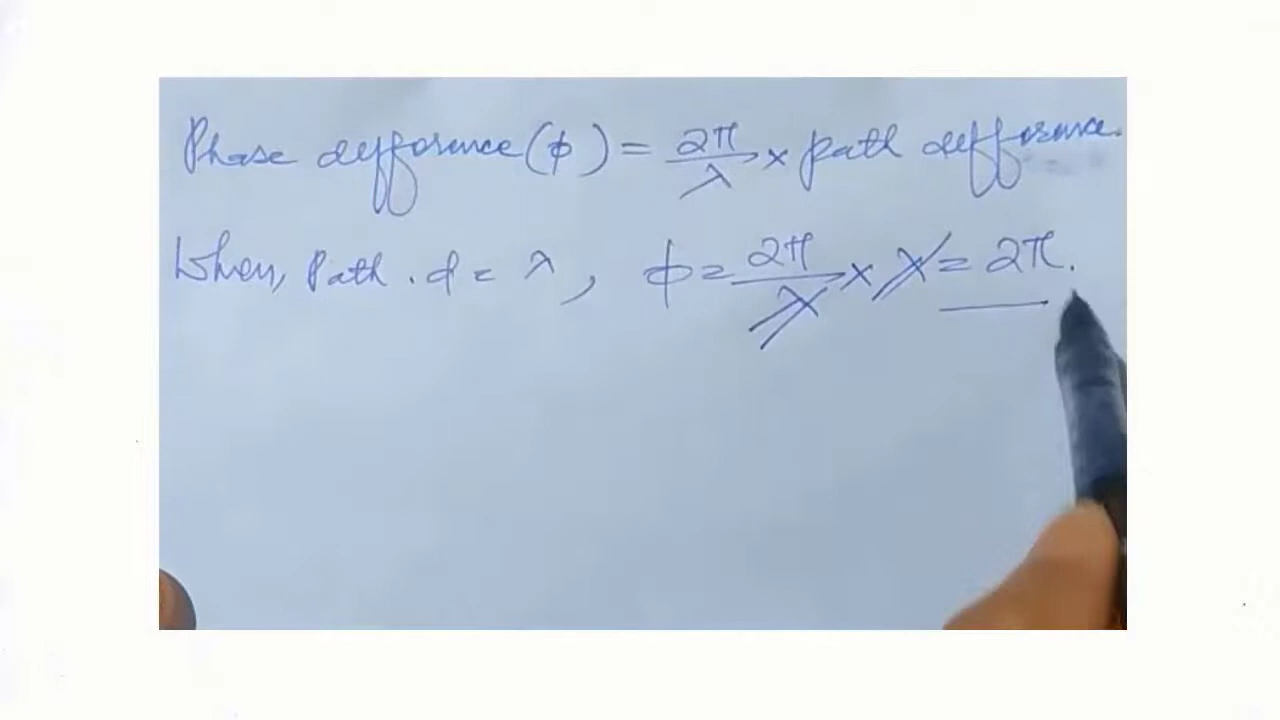 Phase difference (ϕ) = 2π/λ × path difference.
When, Path . d = λ, ϕ = 2π/λ × λ = 2π.